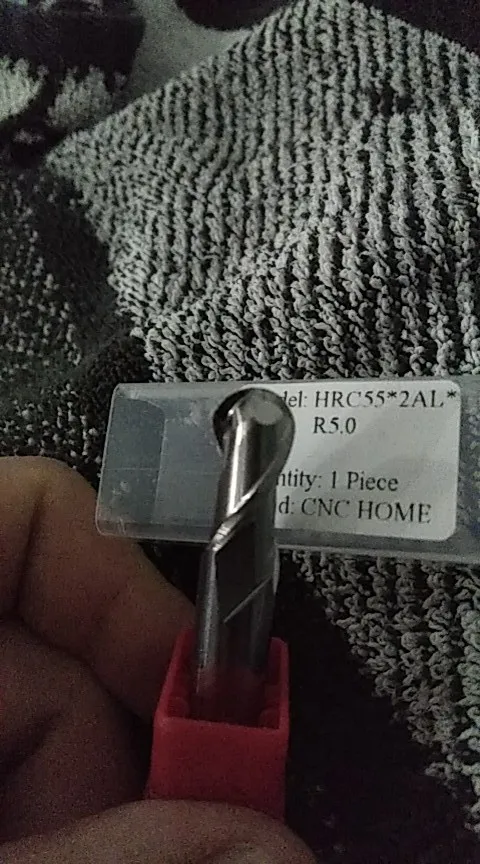 del: HRC55*2AL*
R5.0
ntity: 1 Piece
d: CNC HOME